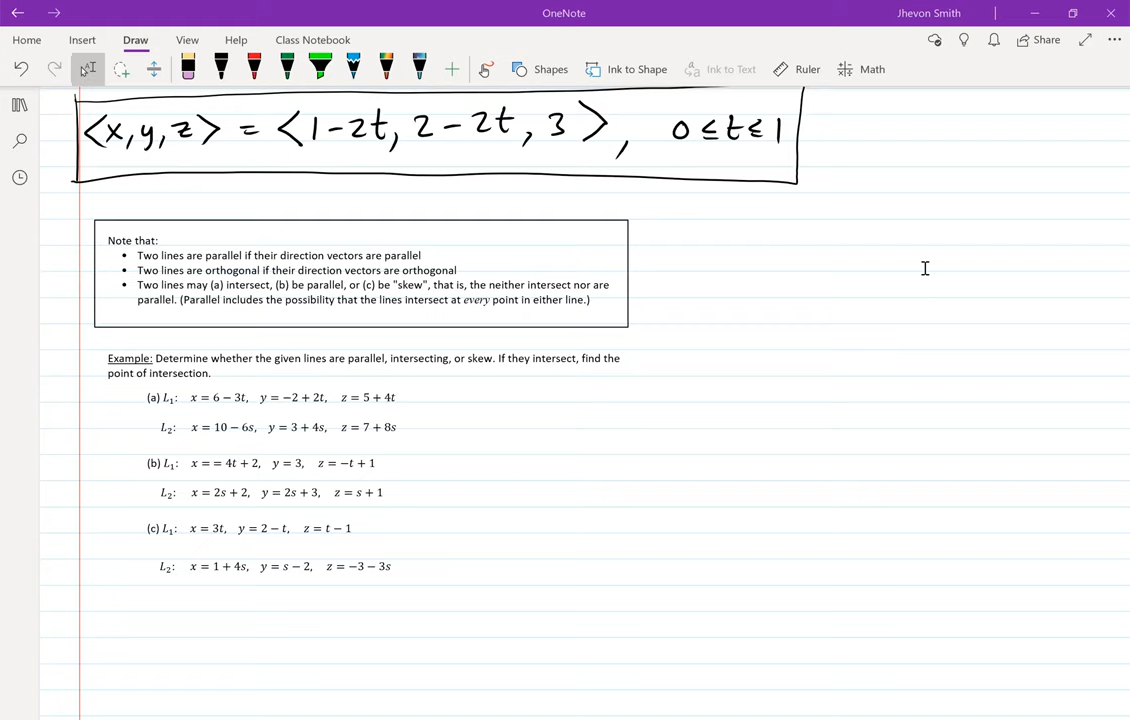 OneNote
Jhevon Smith
Home Insert Draw View Help Class Notebook Share
Shapes Ink to Shape Ink to Text Ruler Math
<x,y,z> = <1-2t, 2-2t, 3>, 0≤t≤1
Note that:
• Two lines are parallel if their direction vectors are parallel
• Two lines are orthogonal if their direction vectors are orthogonal
• Two lines may (a) intersect, (b) be parallel, or (c) be "skew", that is, the neither intersect nor are
parallel. (Parallel includes the possibility that the lines intersect at every point in either line.)
Example: Determine whether the given lines are parallel, intersecting, or skew. If they intersect, find the
point of intersection.
(a) L₁: x = 6 − 3t, y = −2 + 2t, z = 5 + 4t
L₂: x = 10 − 6s, y = 3 + 4s, z = 7 + 8s
(b) L₁: x = = 4t + 2, y = 3, z = −t + 1
L₂: x = 2s + 2, y = 2s + 3, z = s + 1
(c) L₁: x = 3t, y = 2 − t, z = t − 1
L₂: x = 1 + 4s, y = s − 2, z = −3 − 3s